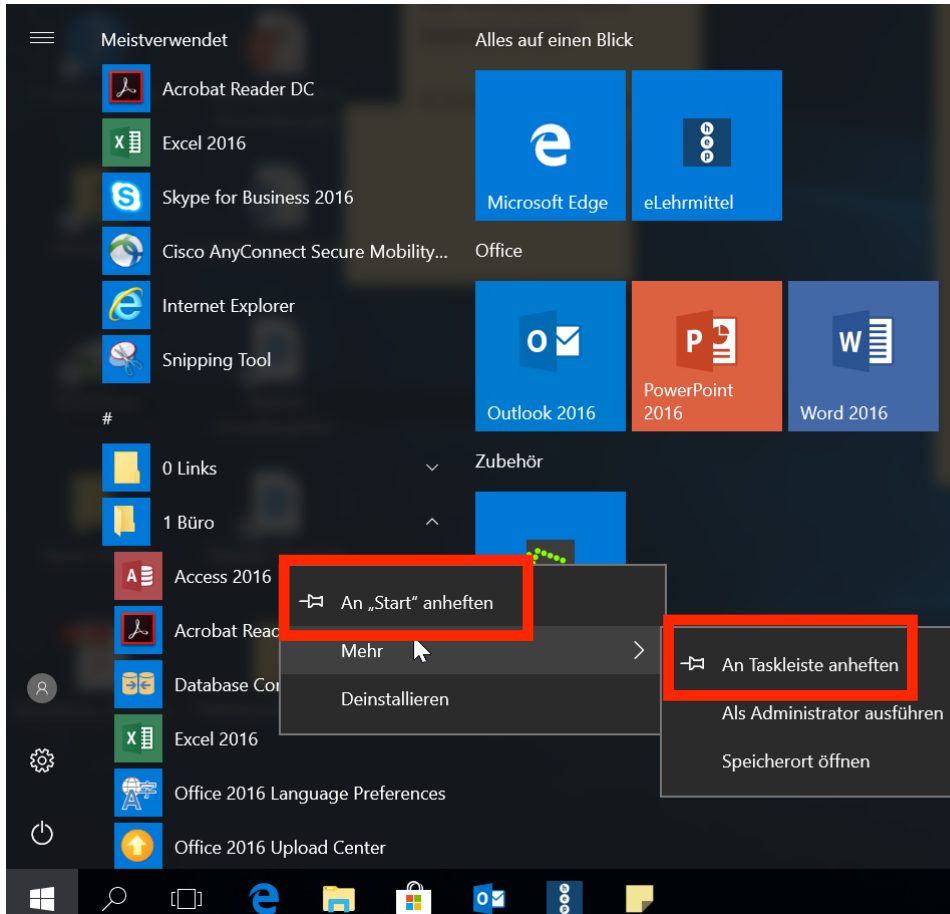 Meistverwendet
Acrobat Reader DC
Excel 2016
Skype for Business 2016
Cisco AnyConnect Secure Mobility...
Internet Explorer
Snipping Tool
#
0 Links
1 Büro
Access 2016
Acrobat Read
Database Co
Excel 2016
Office 2016 Language Preferences
Office 2016 Upload Center
Alles auf einen Blick
Microsoft Edge
hep
eLehrmittel
Office
Outlook 2016
PowerPoint
2016
Word 2016
Zubehör
An „Start" anheften
Mehr
Deinstallieren
An Taskleiste anheften
Als Administrator ausführen
Speicherort öffnen